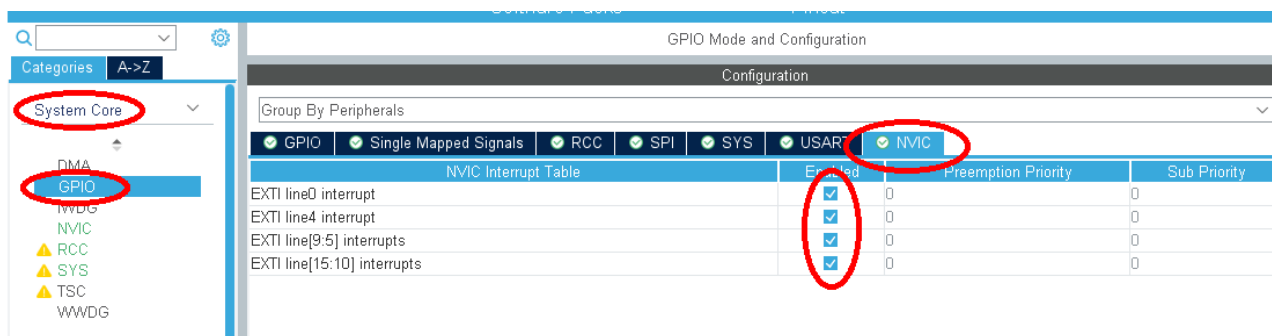 GPIO Mode and Configuration
Categories A->Z
Configuration
System Core
Group By Peripherals
GPIO Single Mapped Signals RCC SPI SYS USART NVIC
DMA
GPIO
IWDG
NVIC
RCC
SYS
TSC
WWDG
NVIC Interrupt Table Enabled Preemption Priority Sub Priority
EXTI line0 interrupt 0 0
EXTI line4 interrupt 0 0
EXTI line[9:5] interrupts 0 0
EXTI line[15:10] interrupts 0 0